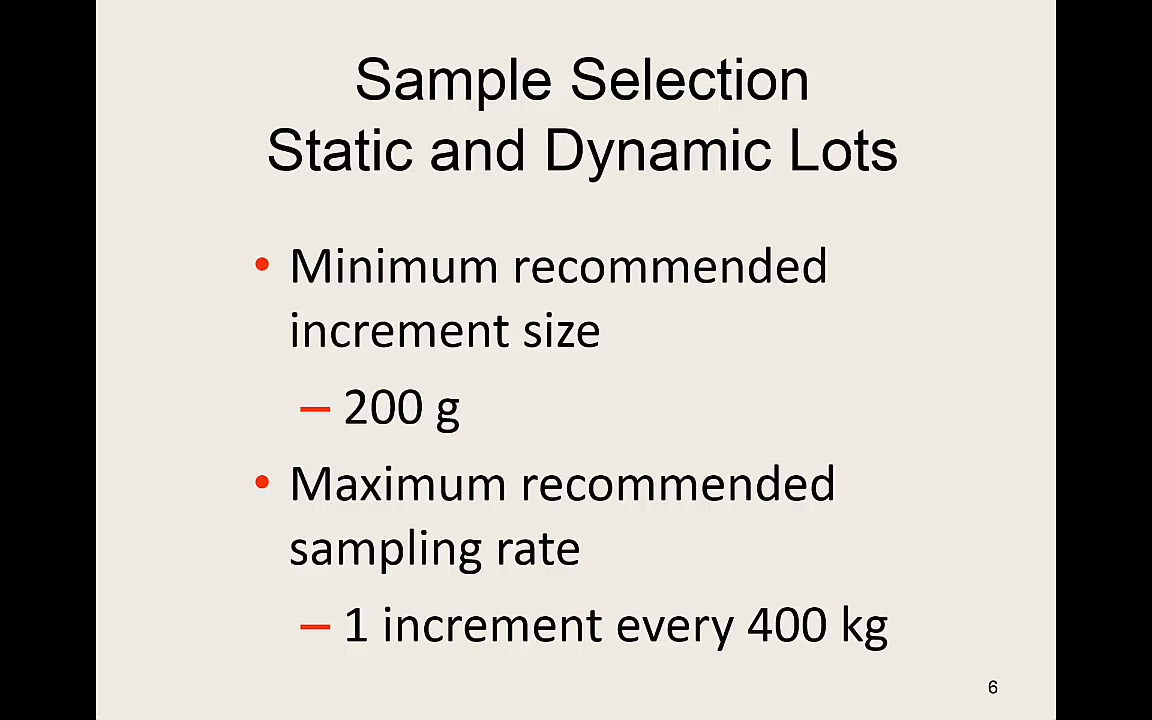 Sample Selection
Static and Dynamic Lots
• Minimum recommended
increment size
– 200 g
• Maximum recommended
sampling rate
– 1 increment every 400 kg
6